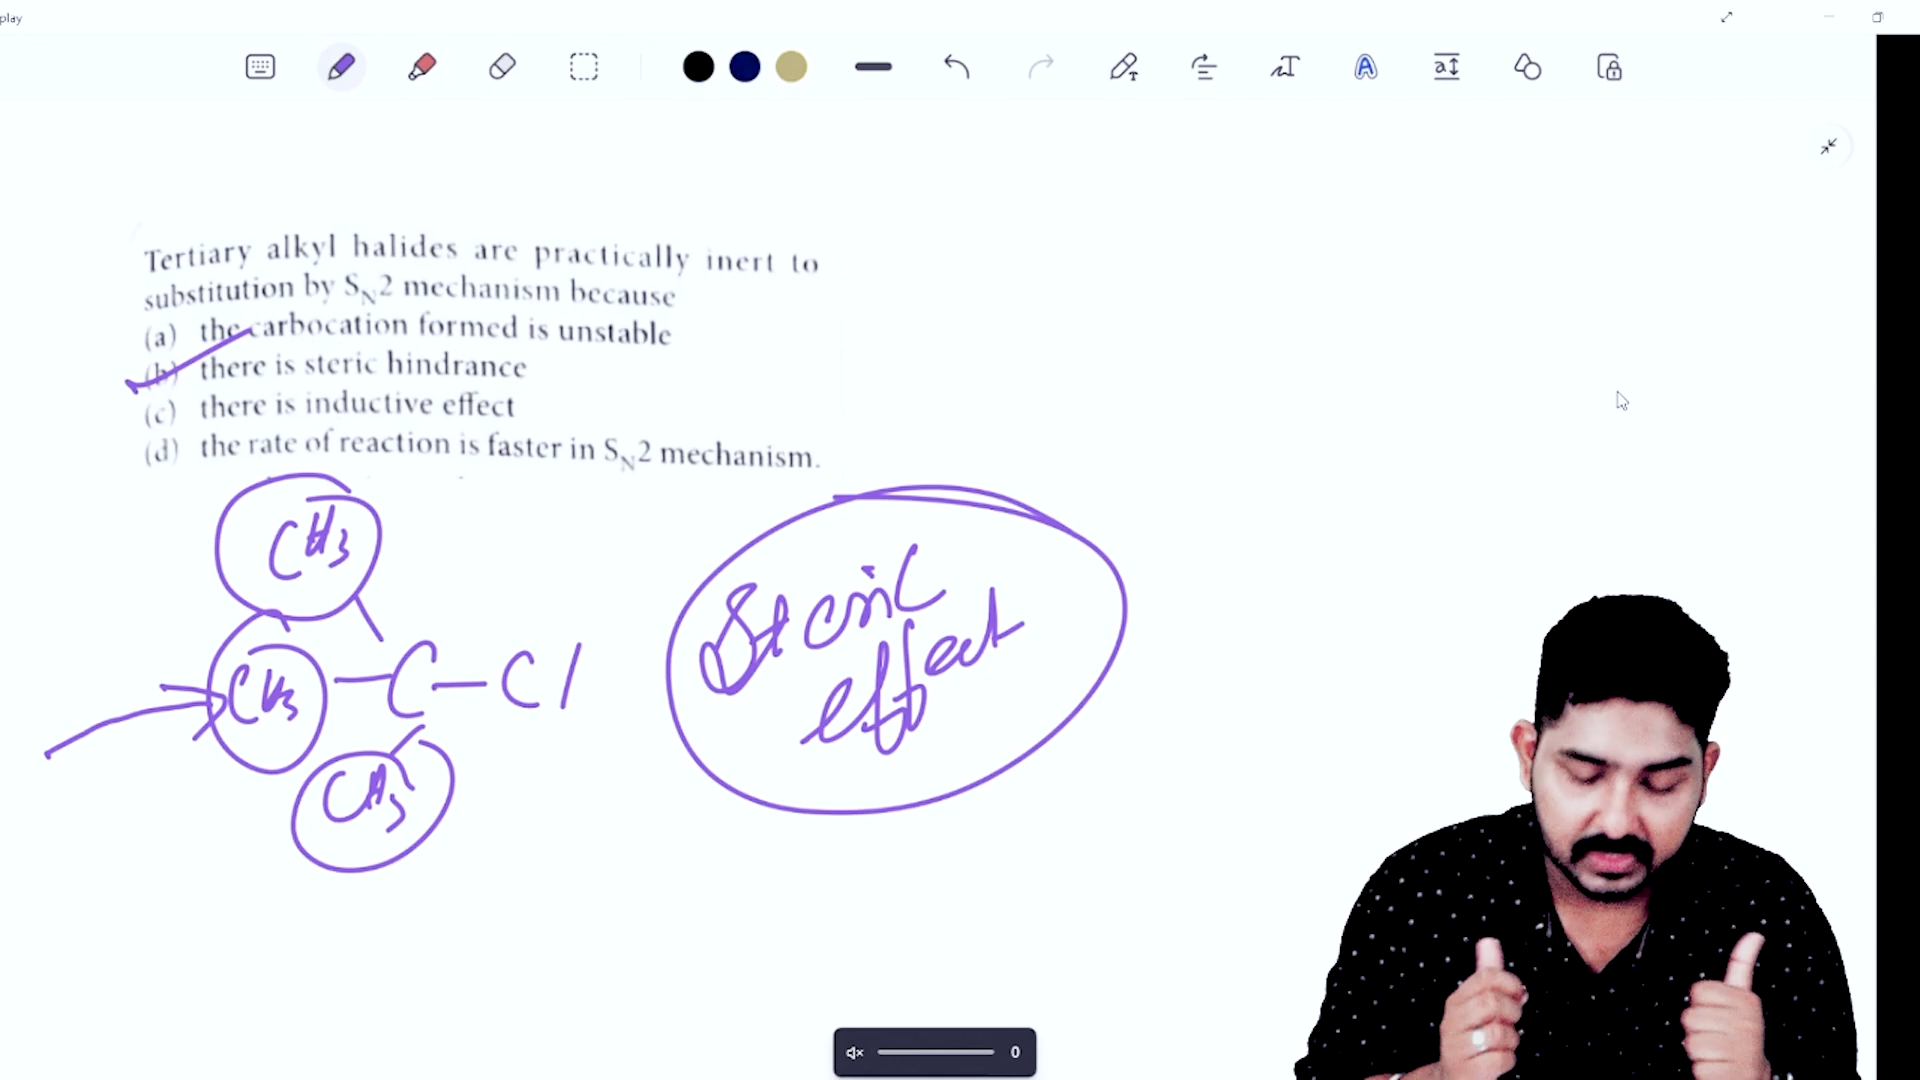 play
Tertiary alkyl halides are practically inert to
substitution by SN2 mechanism because
(a) the carbocation formed is unstable
(b) there is steric hindrance
(c) there is inductive effect
(d) the rate of reaction is faster in SN2 mechanism.
CH3
CH3 — C — Cl
CH3
Steric
effect
0